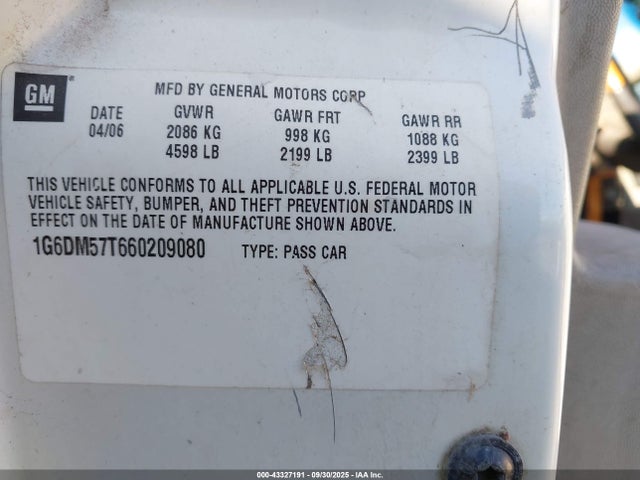 GM
MFD BY GENERAL MOTORS CORP
DATE GVWR GAWR FRT GAWR RR
04/06 2086 KG 998 KG 1088 KG
4598 LB 2199 LB 2399 LB
THIS VEHICLE CONFORMS TO ALL APPLICABLE U.S. FEDERAL MOTOR
VEHICLE SAFETY, BUMPER, AND THEFT PREVENTION STANDARDS IN
EFFECT ON THE DATE OF MANUFACTURE SHOWN ABOVE.
1G6DM57T660209080 TYPE: PASS CAR
000-43327191 - 09/30/2025 - IAA Inc.